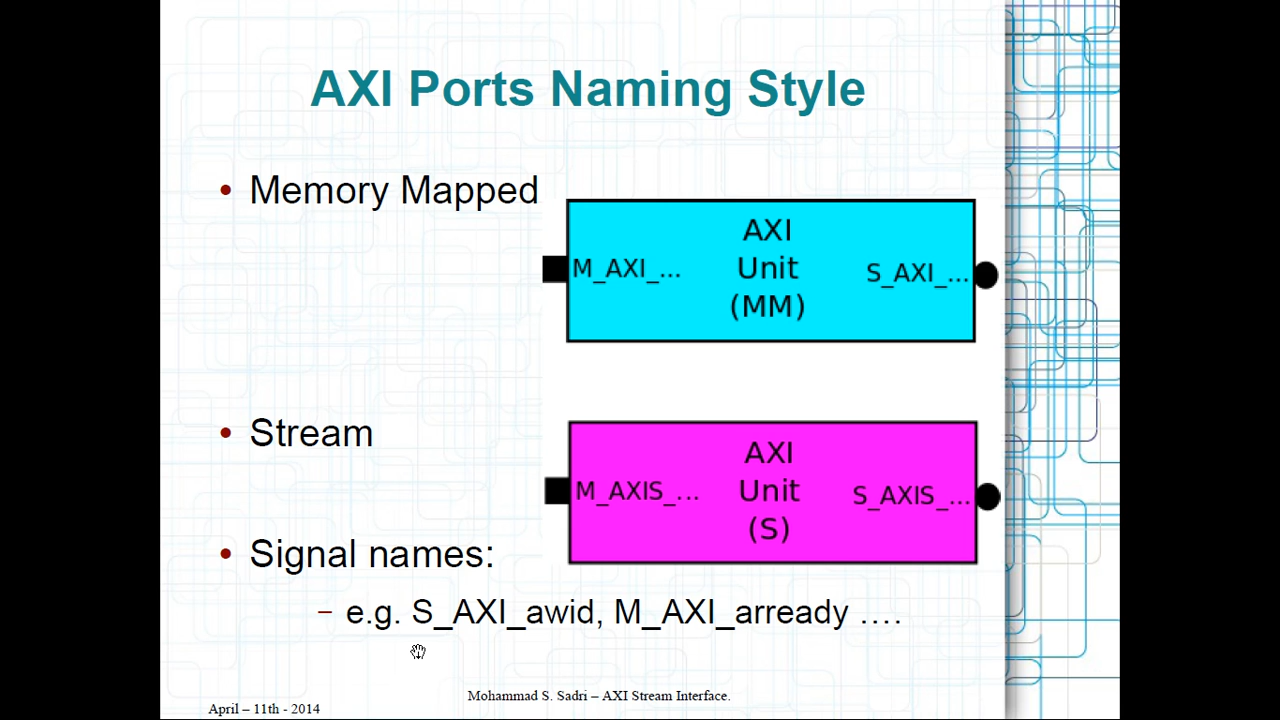 AXI Ports Naming Style
• Memory Mapped
AXI
Unit
(MM)
M_AXI_...
S_AXI_...
• Stream
AXI
Unit
(S)
M_AXIS_...
S_AXIS_...
• Signal names:
– e.g. S_AXI_awid, M_AXI_arready ....
Mohammad S. Sadri – AXI Stream Interface.
April – 11th - 2014